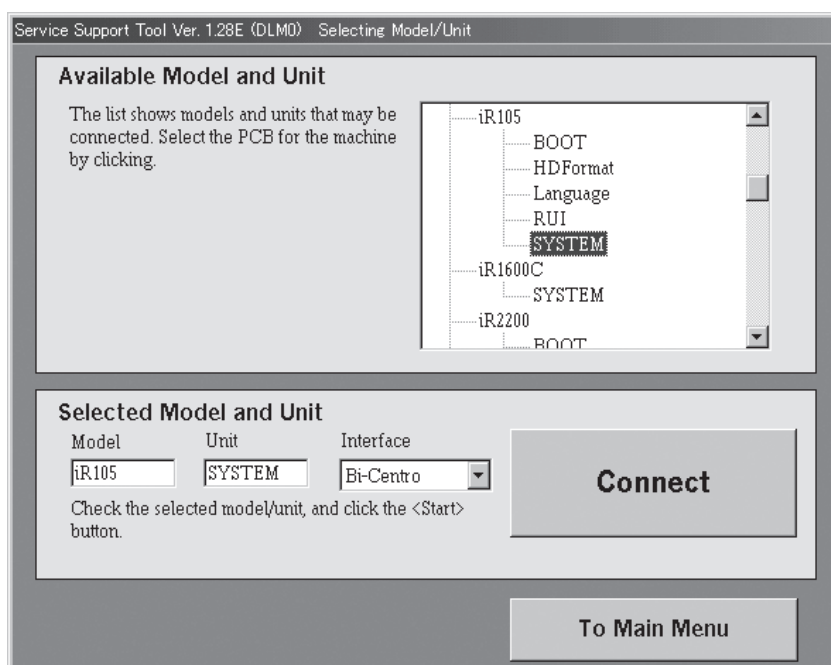 Service Support Tool Ver. 1.28E (DLM0) Selecting Model/Unit
Available Model and Unit
The list shows models and units that may be
connected. Select the PCB for the machine
by clicking.
iR105
BOOT
HDFormat
Language
RUI
SYSTEM
iR1600C
SYSTEM
iR2200
BOOT
Selected Model and Unit
Model Unit Interface
iR105 SYSTEM Bi-Centro
Check the selected model/unit, and click the <Start>
button.
Connect
To Main Menu